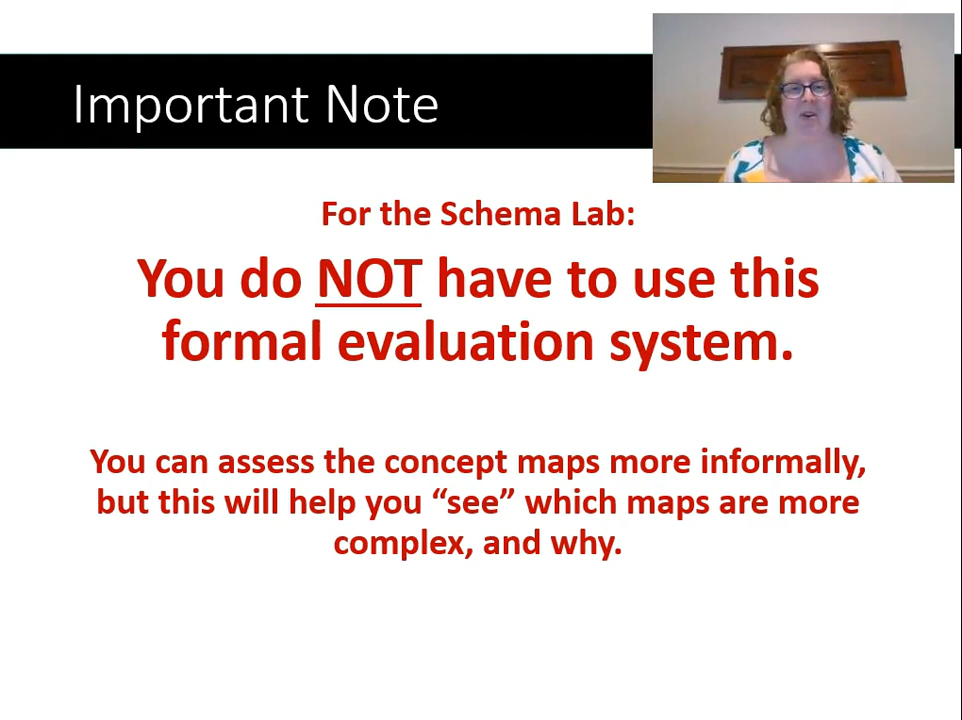 Important Note
For the Schema Lab:
You do NOT have to use this
formal evaluation system.
You can assess the concept maps more informally,
but this will help you “see” which maps are more
complex, and why.